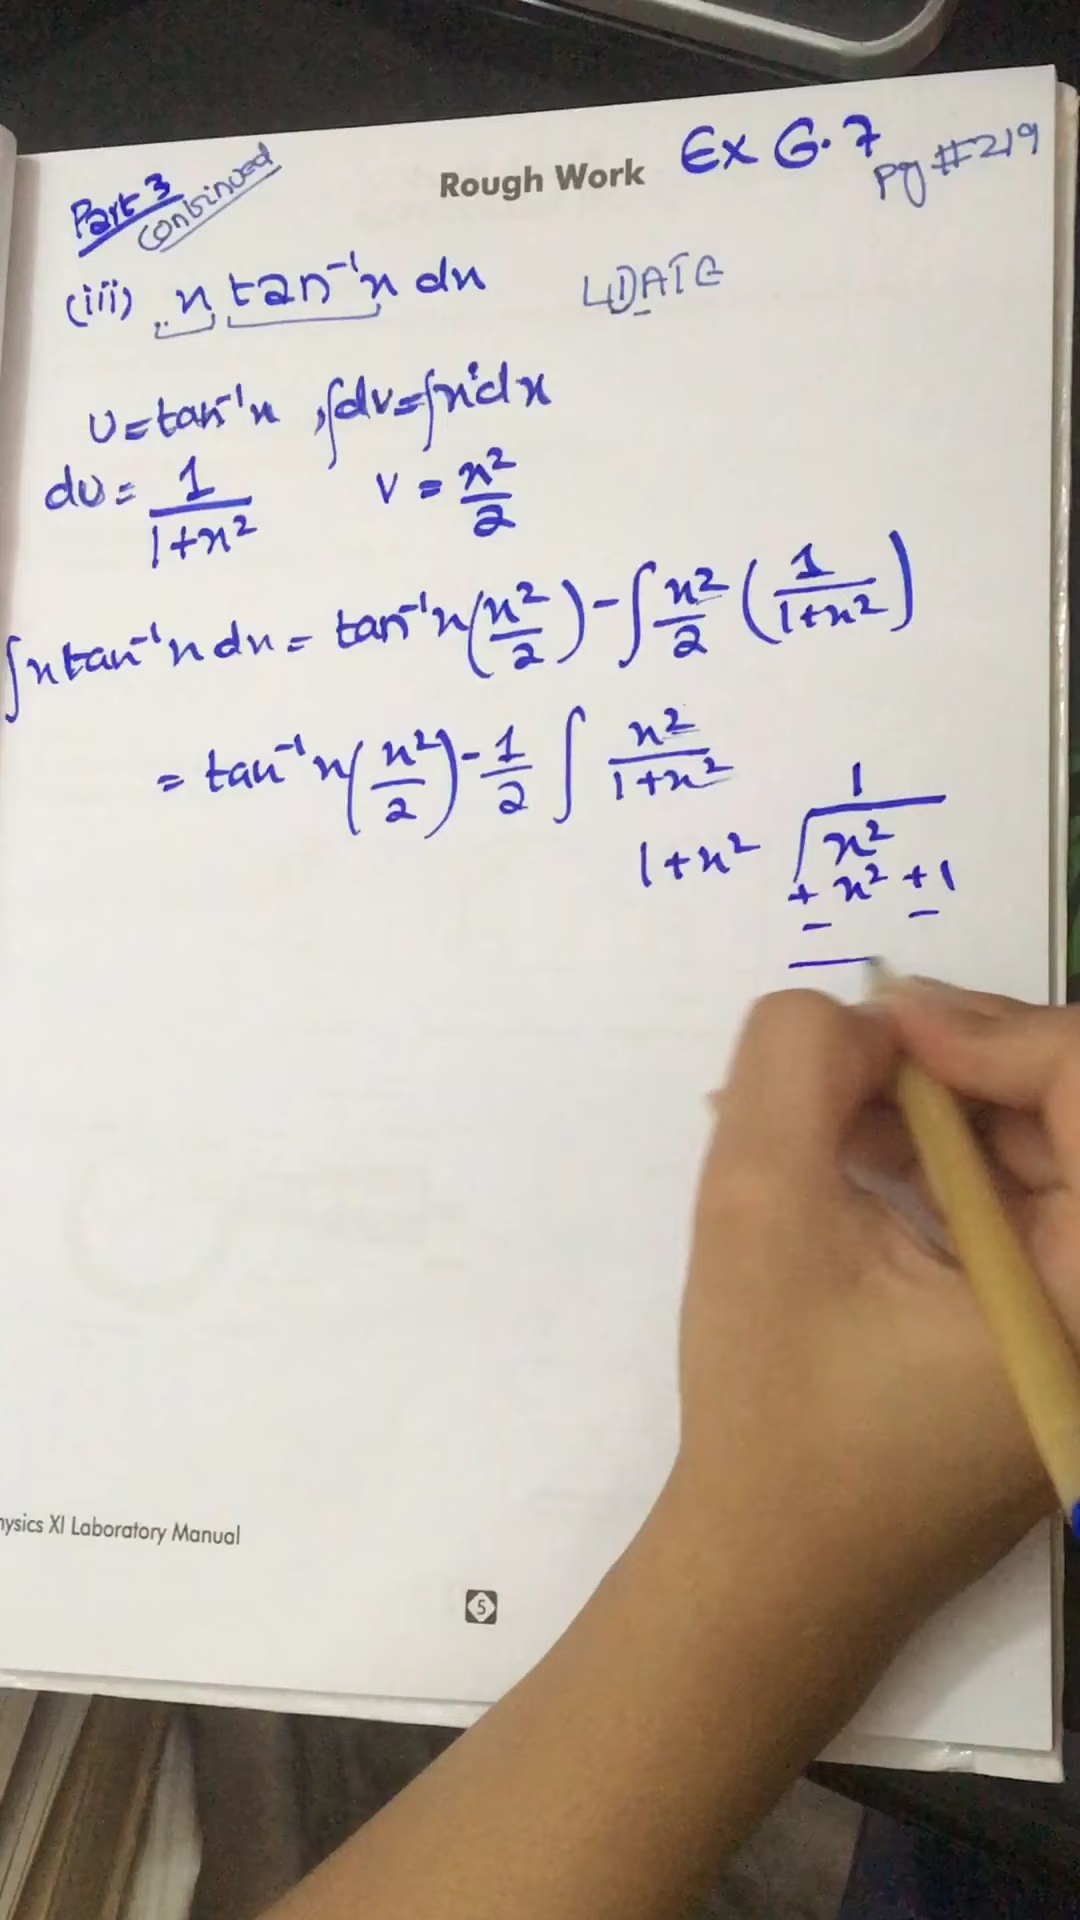 Part 3
continued
Rough Work
Ex 6.7
pg #219
(iii) x tan⁻¹x dx
LIATE
U=tan⁻¹x , ∫dv=∫x¹dx
du = 1/1+x²
v = x²/2
∫x tan⁻¹x dx = tan⁻¹x(x²/2) - ∫x²/2 (1/1+x²)
= tan⁻¹x(x²/2) - 1/2 ∫ x²/1+x²
1
1+x² √x²
+ x² +1
- -
hysics XI Laboratory Manual
5